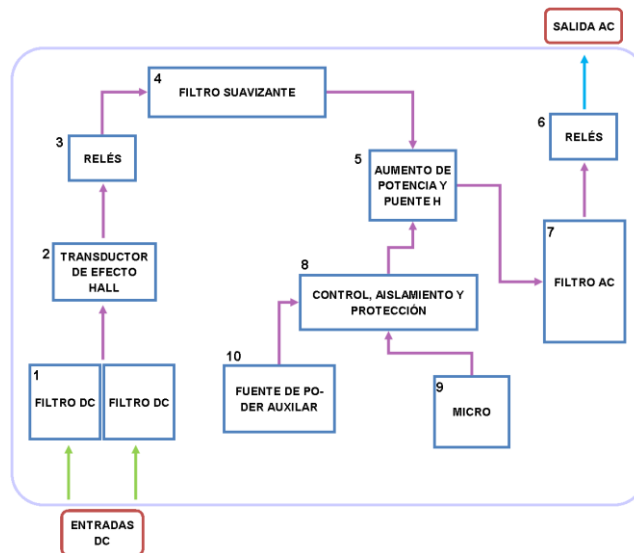 SALIDA AC
4
FILTRO SUAVIZANTE
3
RELÉS
6
RELÉS
5
AUMENTO DE
POTENCIA Y
PUENTE H
2
TRANSDUCTOR
DE EFECTO
HALL
7
FILTRO AC
8
CONTROL, AISLAMIENTO Y
PROTECCIÓN
1
FILTRO DC
FILTRO DC
10
FUENTE DE PO-
DER AUXILAR
9
MICRO
ENTRADAS
DC